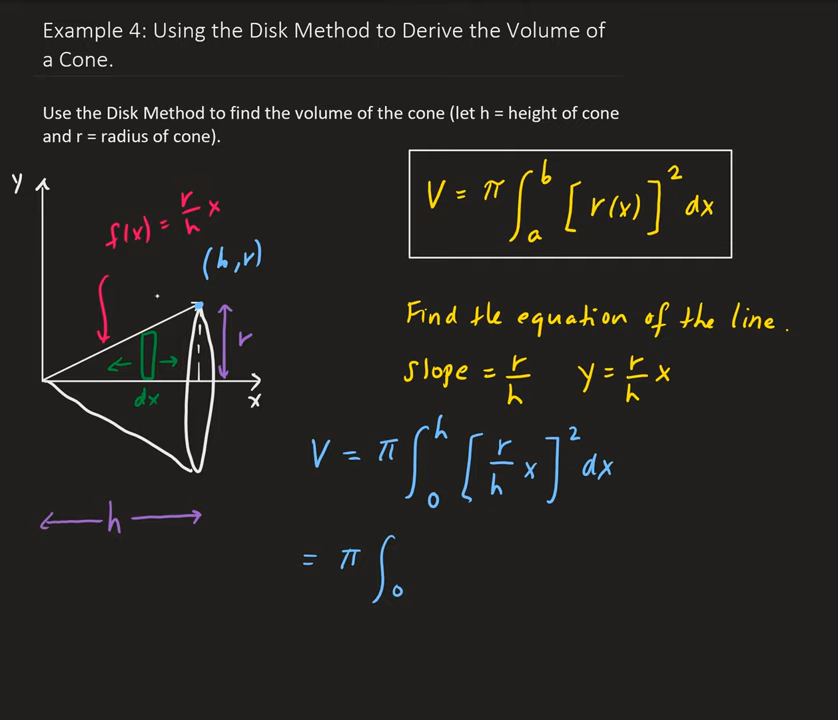 Example 4: Using the Disk Method to Derive the Volume of
a Cone.
Use the Disk Method to find the volume of the cone (let h = height of cone
and r = radius of cone).
V = π ∫_a^b [r(x)]^2 dx
y
f(x) = r/h x
(h,r)
r
dx
x
h
Find the equation of the line.
Slope = r/h y = r/h x
V = π ∫_0^h [r/h x]^2 dx
= π ∫_0